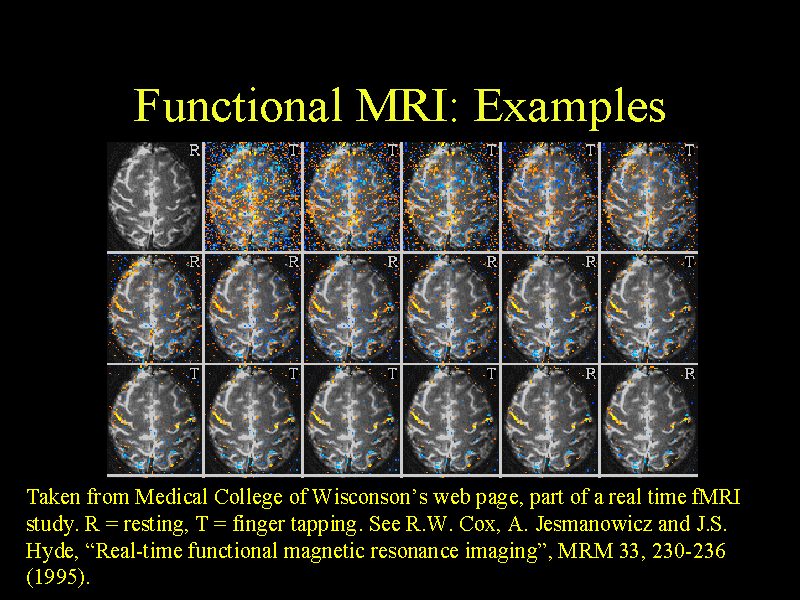 Functional MRI: Examples
R T T T T T
R R R R R T
T T T T R R
Taken from Medical College of Wisconson’s web page, part of a real time fMRI
study. R = resting, T = finger tapping. See R.W. Cox, A. Jesmanowicz and J.S.
Hyde, “Real-time functional magnetic resonance imaging”, MRM 33, 230-236
(1995).